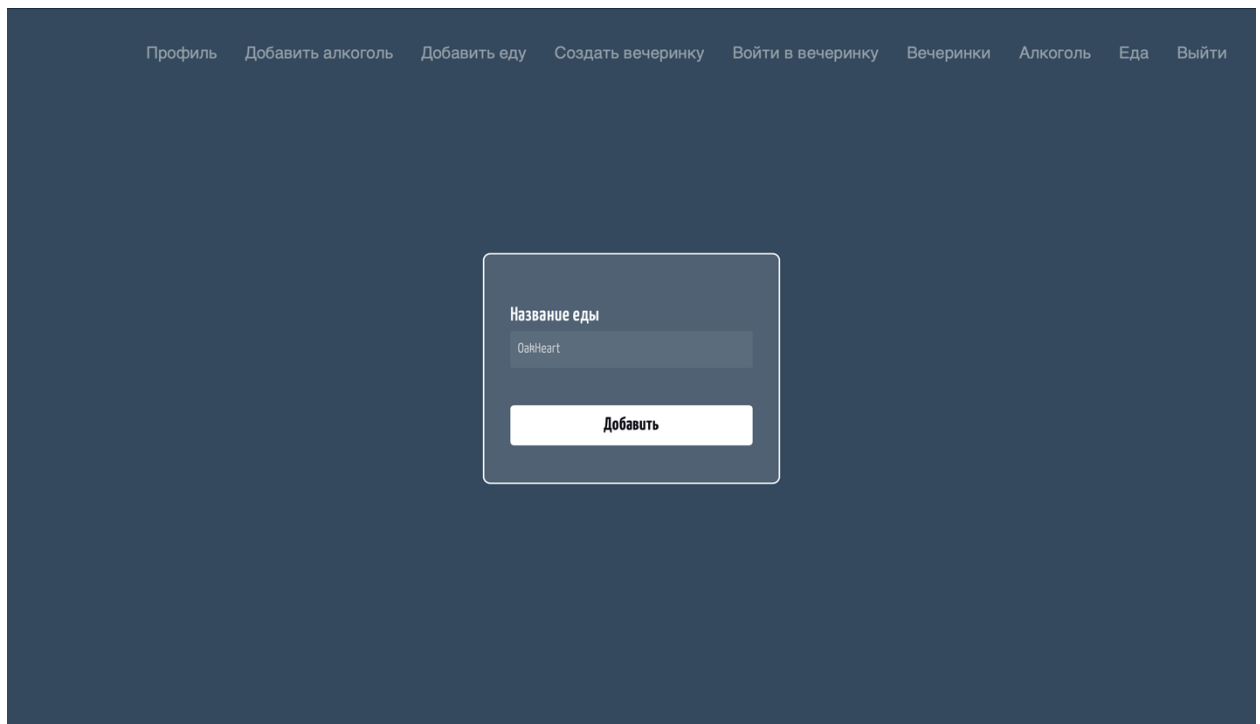 Профиль Добавить алкоголь Добавить еду Создать вечеринку Войти в вечеринку Вечеринки Алкоголь Еда Выйти
Название еды
OakHeart
Добавить